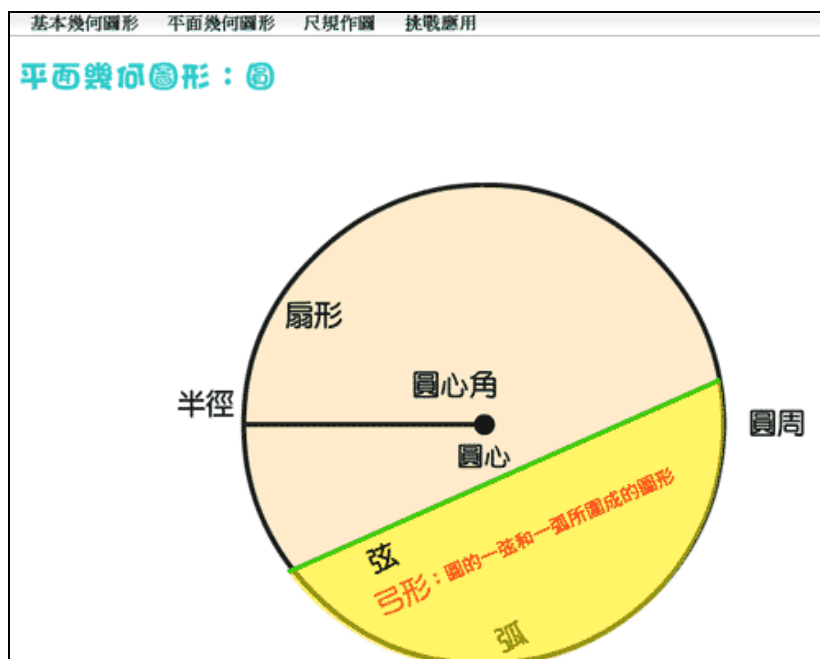 基本幾何圖形 平面幾何圖形 尺規作圖 挑戰應用
平面幾何圖形：圓
扇形
圓心角
半徑
圓周
圓心
弦
弓形：圓的一弦和一弧所圍成的圖形
弧